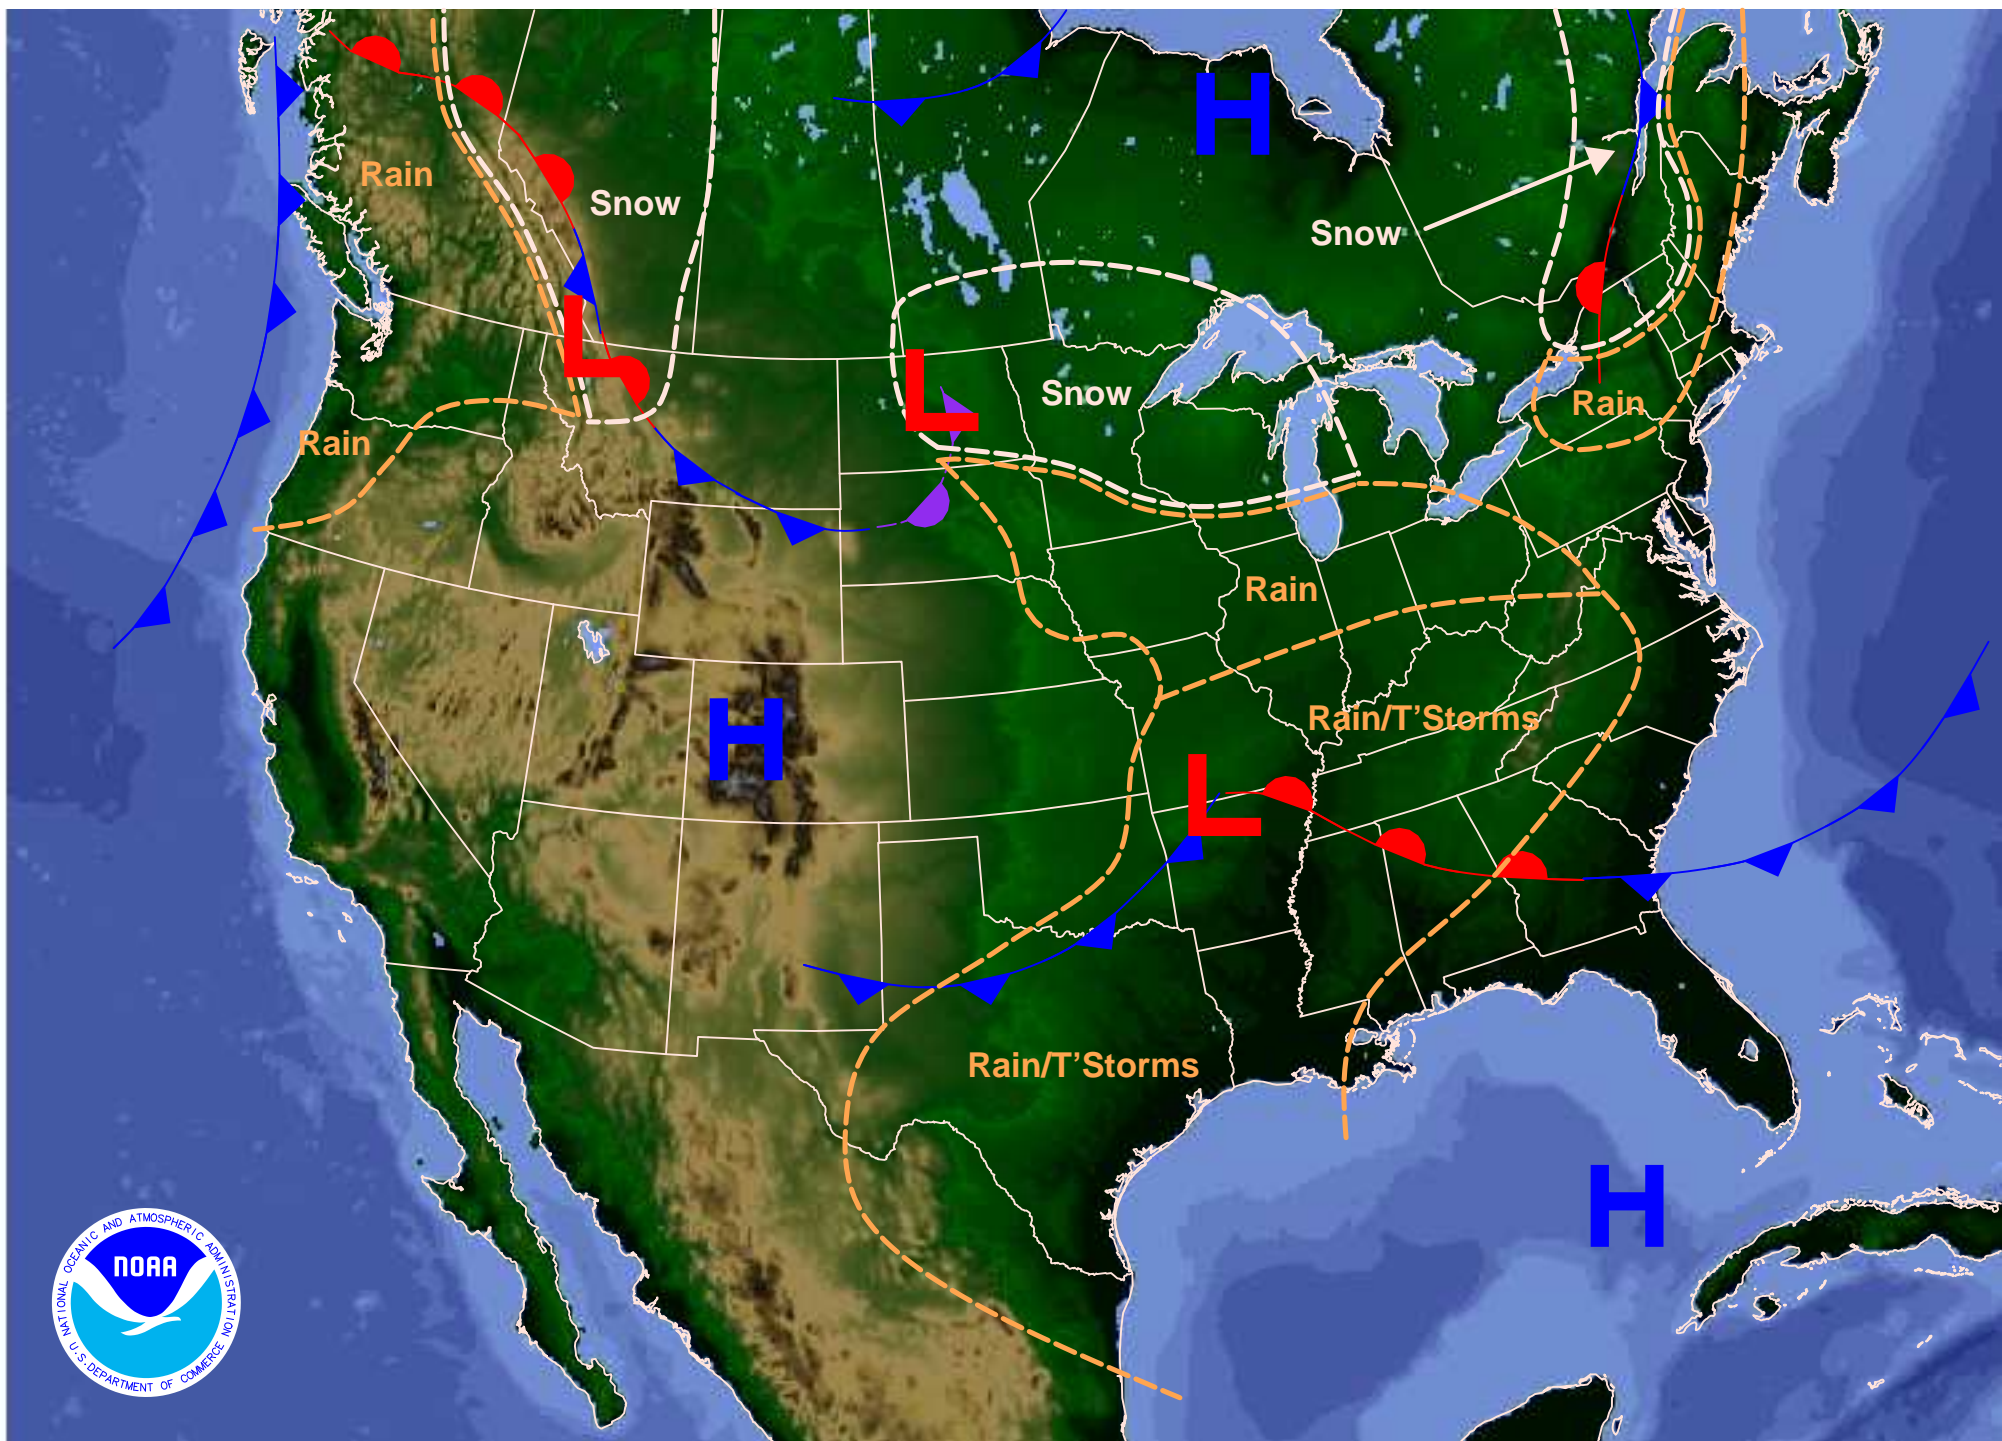 H
Rain
Snow
Snow
L
L
Snow
Rain
Rain
Rain
H
Rain/T'Storms
L
Rain/T'Storms
H
NATIONAL OCEANIC AND ATMOSPHERIC ADMINISTRATION
NOAA
U.S. DEPARTMENT OF COMMERCE